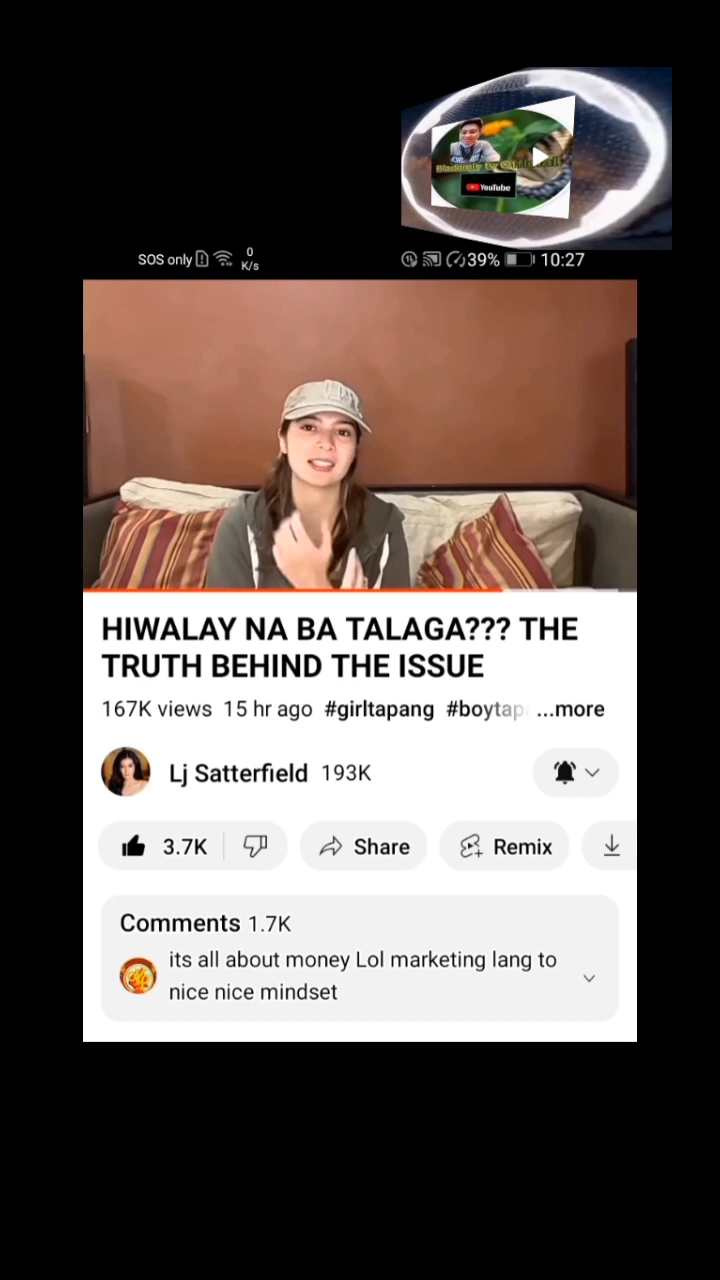 YouTube
SOS only
0
K/s
39%
10:27
HIWALAY NA BA TALAGA??? THE
TRUTH BEHIND THE ISSUE
167K views 15 hr ago #girltapang #boytap ...more
Lj Satterfield 193K
3.7K Share Remix
Comments 1.7K
its all about money Lol marketing lang to
nice nice mindset